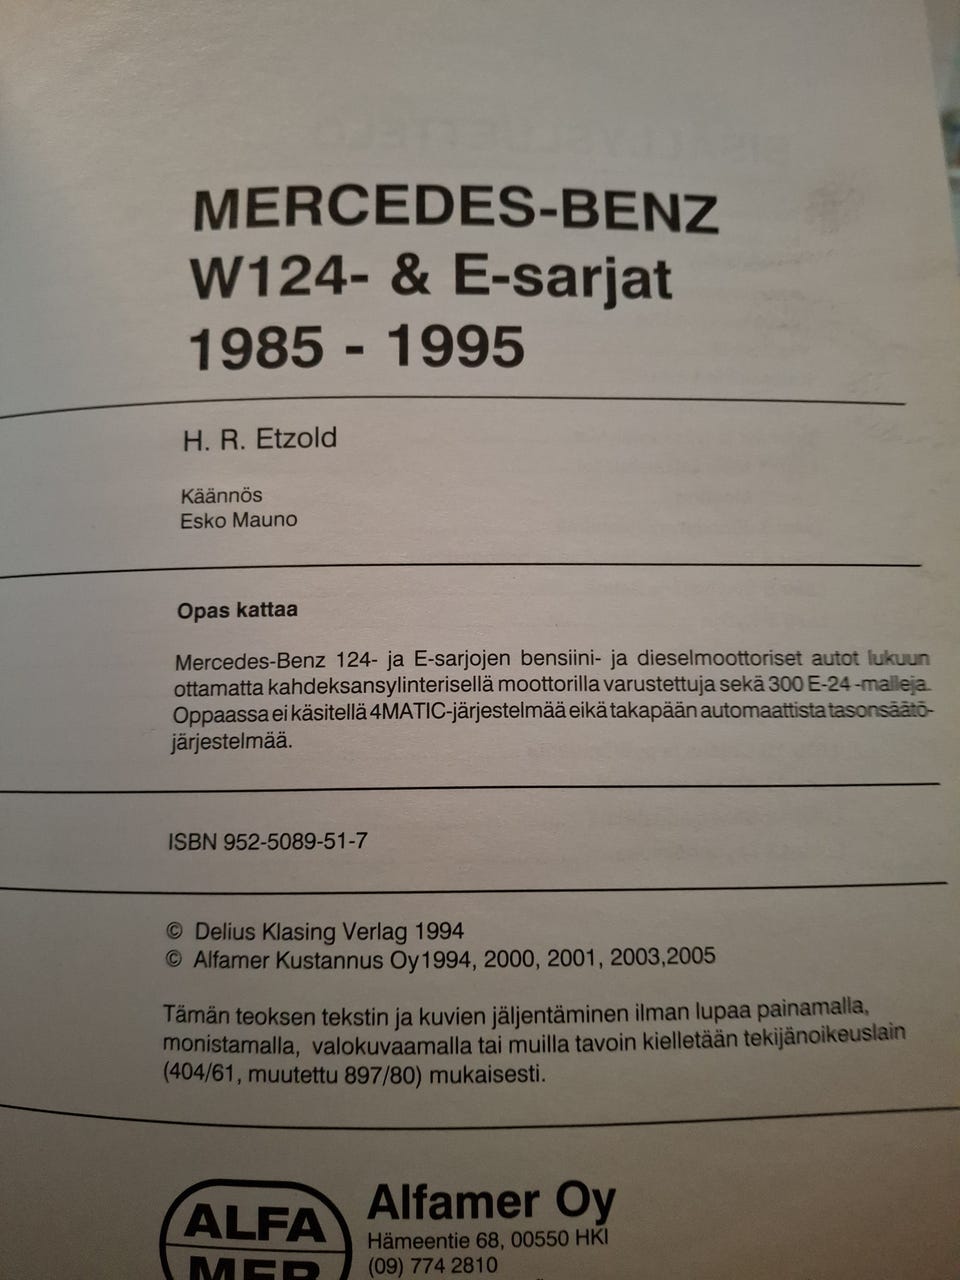 MERCEDES-BENZ
W124- & E-sarjat
1985 - 1995
H. R. Etzold
Käännös
Esko Mauno
Opas kattaa
Mercedes-Benz 124- ja E-sarjojen bensiini- ja dieselmoottoriset autot lukuun
ottamatta kahdeksansylinterisellä moottorilla varustettuja sekä 300 E-24 -malleja.
Oppaassa ei käsitellä 4MATIC-järjestelmää eikä takapään automaattista tasonsäätö-
järjestelmää.
ISBN 952-5089-51-7
© Delius Klasing Verlag 1994
© Alfamer Kustannus Oy1994, 2000, 2001, 2003,2005
Tämän teoksen tekstin ja kuvien jäljentäminen ilman lupaa painamalla,
monistamalla, valokuvaamalla tai muilla tavoin kielletään tekijänoikeuslain
(404/61, muutettu 897/80) mukaisesti.
ALFA
MER
Alfamer Oy
Hämeentie 68, 00550 HKI
(09) 774 2810